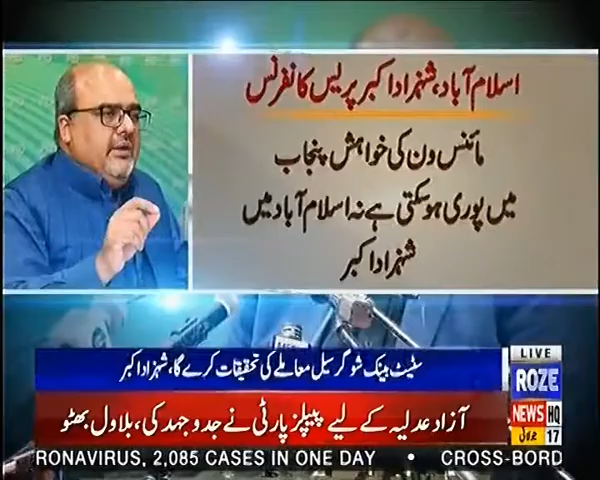 اسلام آباد، شہزاد اکبر پریس کانفرنس
مائنس ون کی خواہش پنجاب
میں پوری ہوسکتی ہے نہ اسلام آباد میں
شہزاد اکبر
سٹیٹ بینک شوگر سیل معاملے کی تحقیقات کرے گا، شہزاد اکبر
آزاد عدلیہ کے لیے پیپلز پارٹی نے جدوجہد کی، بلاول بھٹو
LIVE
ROZE
NEWS HQ
جولائی 17
RONAVIRUS, 2,085 CASES IN ONE DAY • CROSS-BORD